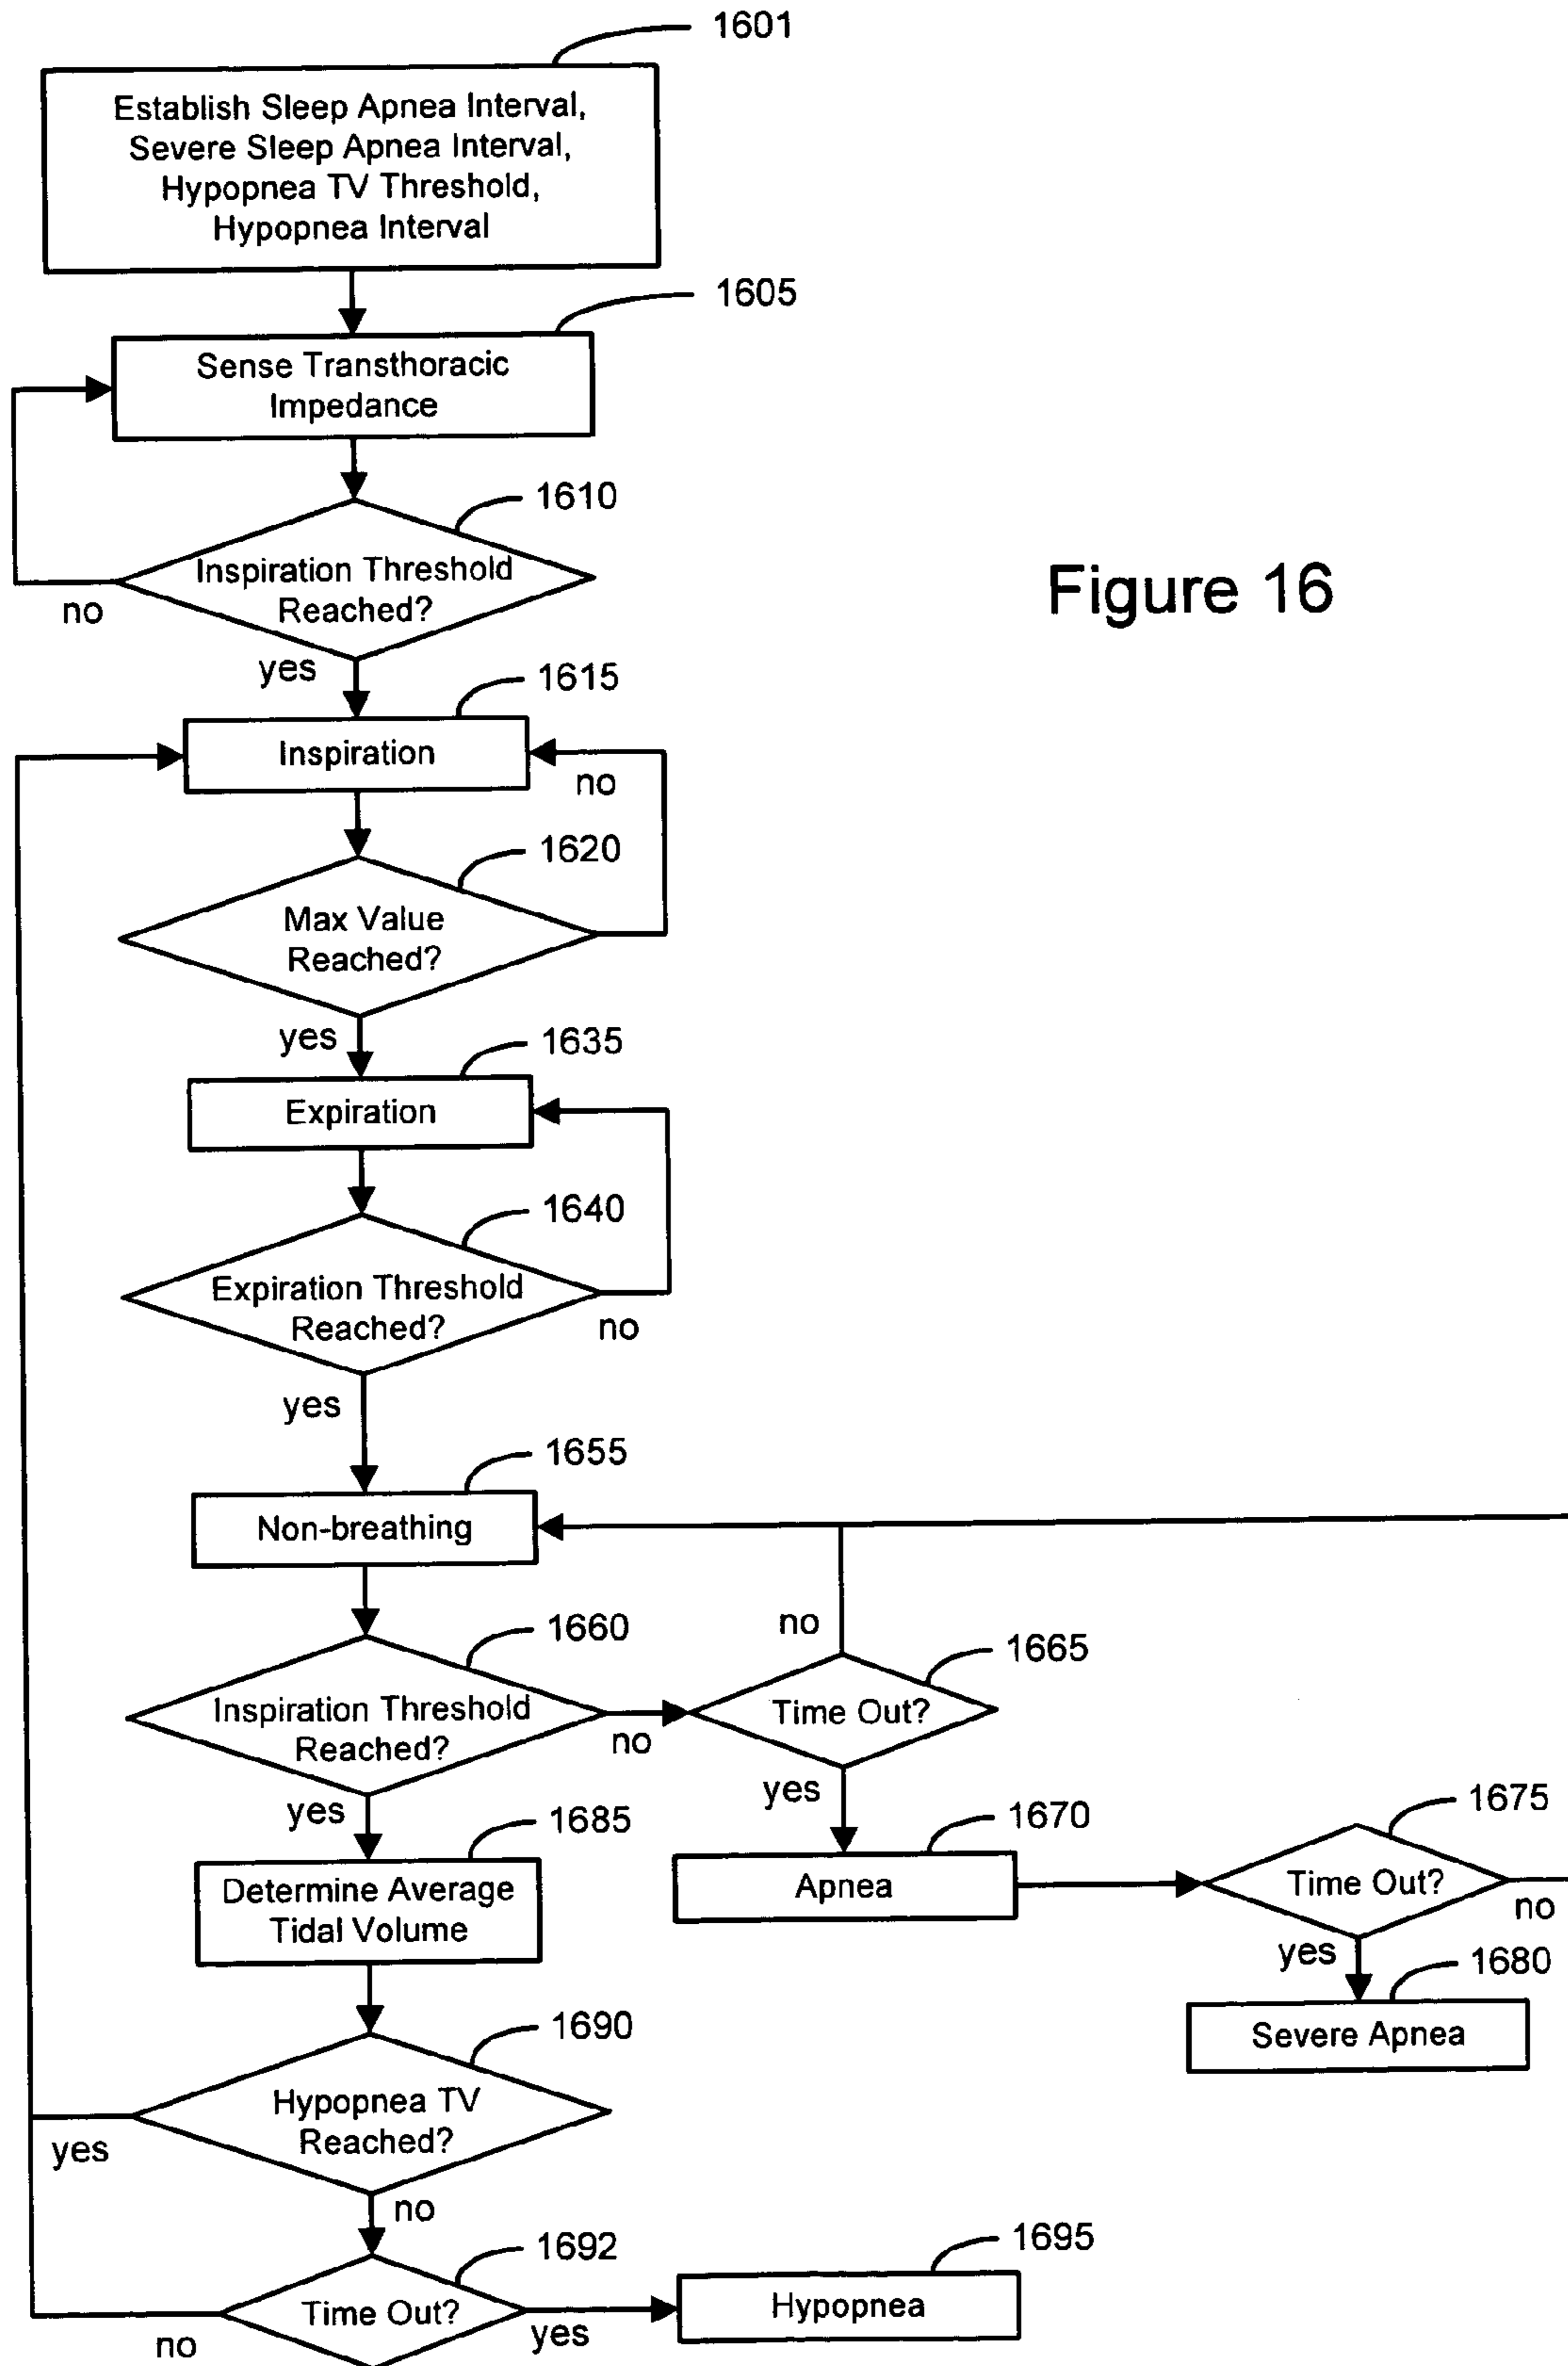 1601
Establish Sleep Apnea Interval,
Severe Sleep Apnea Interval,
Hypopnea TV Threshold,
Hypopnea Interval
1605
Sense Transthoracic
Impedance
1610
Inspiration Threshold
Reached?
no
yes
Figure 16
1615
Inspiration
no
1620
Max Value
Reached?
yes
1635
Expiration
1640
Expiration Threshold
Reached?
no
yes
1655
Non-breathing
1660
Inspiration Threshold
Reached?
no
yes
no
1665
Time Out?
yes
1670
Apnea
1675
Time Out?
no
yes
1680
Severe Apnea
1685
Determine Average
Tidal Volume
1690
Hypopnea TV
Reached?
yes
no
1692
Time Out?
no
yes
1695
Hypopnea